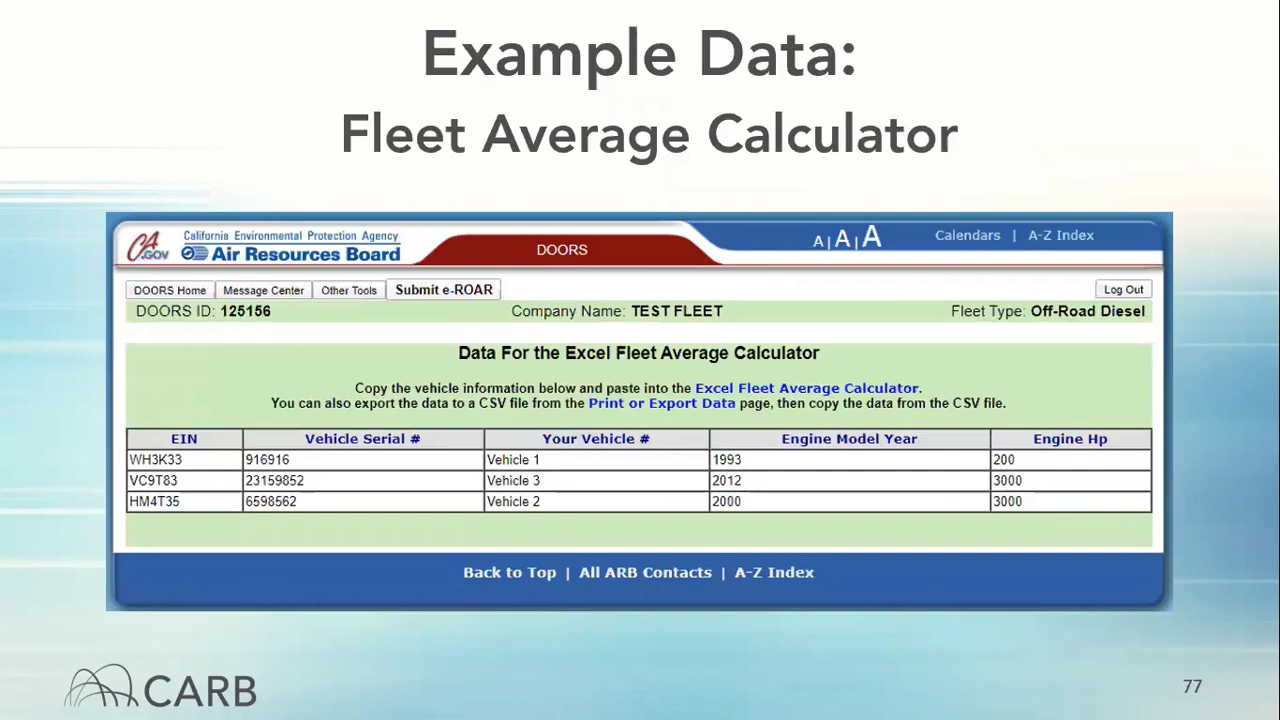 Example Data:
Fleet Average Calculator
CA.GOV California Environmental Protection Agency
Air Resources Board
DOORS
A | A | A
Calendars | A-Z Index
DOORS Home Message Center Other Tools Submit e-ROAR Log Out
DOORS ID: 125156 Company Name: TEST FLEET Fleet Type: Off-Road Diesel
Data For the Excel Fleet Average Calculator
Copy the vehicle information below and paste into the Excel Fleet Average Calculator.
You can also export the data to a CSV file from the Print or Export Data page, then copy the data from the CSV file.
EIN Vehicle Serial # Your Vehicle # Engine Model Year Engine Hp
WH3K33 916916 Vehicle 1 1993 200
VC9T83 23159852 Vehicle 3 2012 3000
HM4T35 6598562 Vehicle 2 2000 3000
Back to Top | All ARB Contacts | A-Z Index
CARB
77